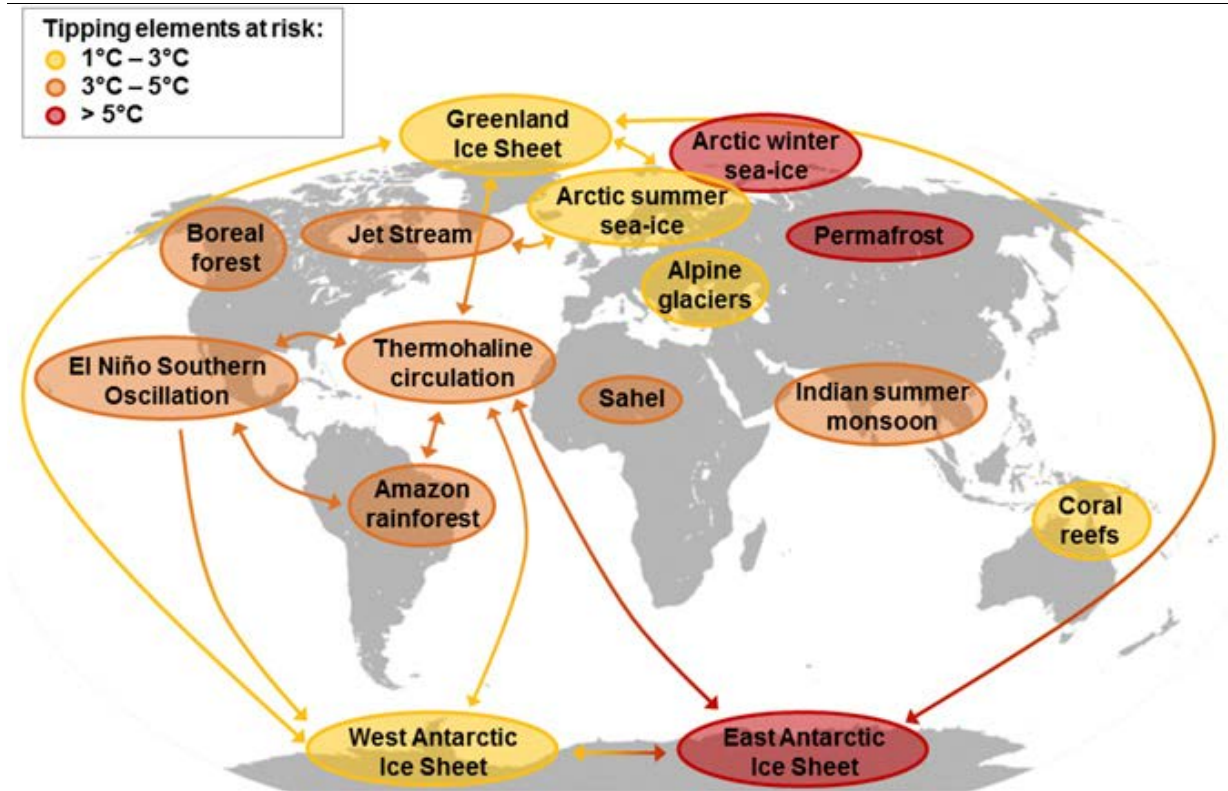 Tipping elements at risk:
1°C – 3°C
3°C – 5°C
> 5°C
Greenland
Ice Sheet
Arctic winter
sea-ice
Arctic summer
sea-ice
Boreal
forest
Jet Stream
Permafrost
Alpine
glaciers
El Niño Southern
Oscillation
Thermohaline
circulation
Sahel
Indian summer
monsoon
Amazon
rainforest
Coral
reefs
West Antarctic
Ice Sheet
East Antarctic
Ice Sheet